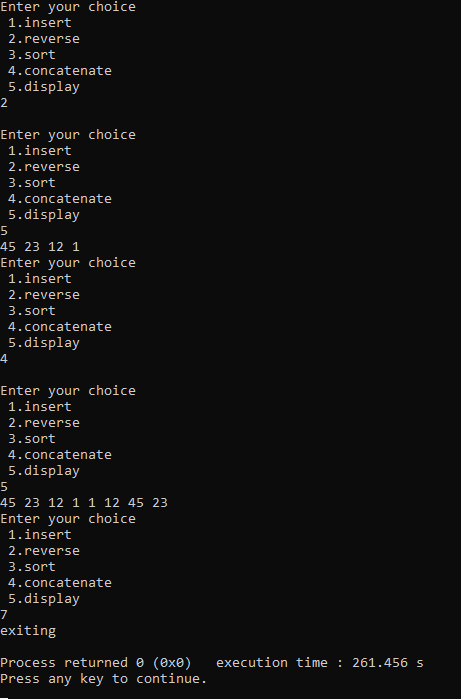 Enter your choice
 1.insert
 2.reverse
 3.sort
 4.concatenate
 5.display
2

Enter your choice
 1.insert
 2.reverse
 3.sort
 4.concatenate
 5.display
5
45 23 12 1
Enter your choice
 1.insert
 2.reverse
 3.sort
 4.concatenate
 5.display
4

Enter your choice
 1.insert
 2.reverse
 3.sort
 4.concatenate
 5.display
5
45 23 12 1 1 12 45 23
Enter your choice
 1.insert
 2.reverse
 3.sort
 4.concatenate
 5.display
7
exiting

Process returned 0 (0x0)   execution time : 261.456 s
Press any key to continue.